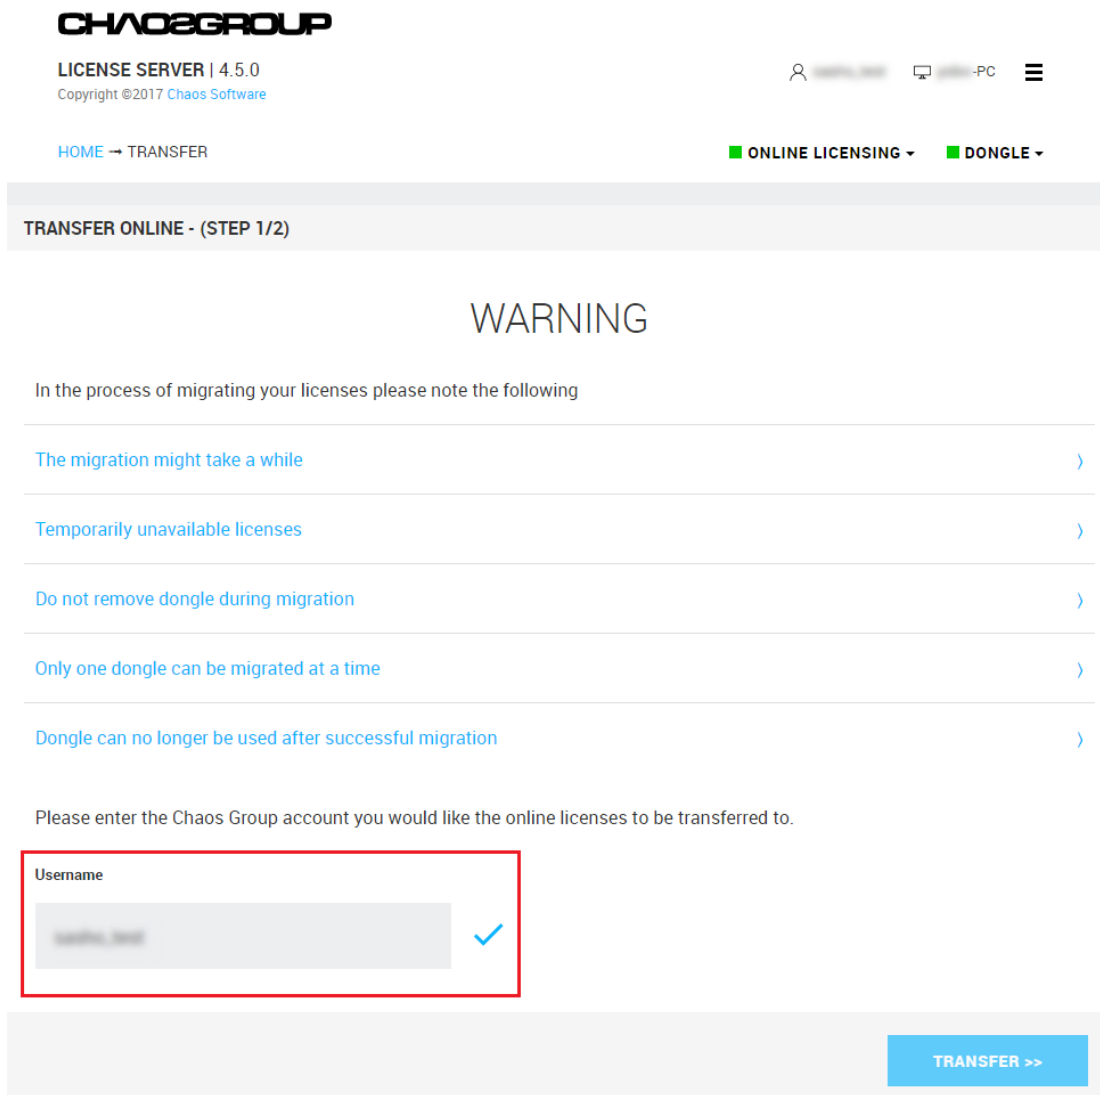 CHAOSGROUP
LICENSE SERVER | 4.5.0
-PC
Copyright ©2017 Chaos Software
HOME → TRANSFER
ONLINE LICENSING
DONGLE
TRANSFER ONLINE - (STEP 1/2)
WARNING
In the process of migrating your licenses please note the following
The migration might take a while
Temporarily unavailable licenses
Do not remove dongle during migration
Only one dongle can be migrated at a time
Dongle can no longer be used after successful migration
Please enter the Chaos Group account you would like the online licenses to be transferred to.
Username
TRANSFER >>